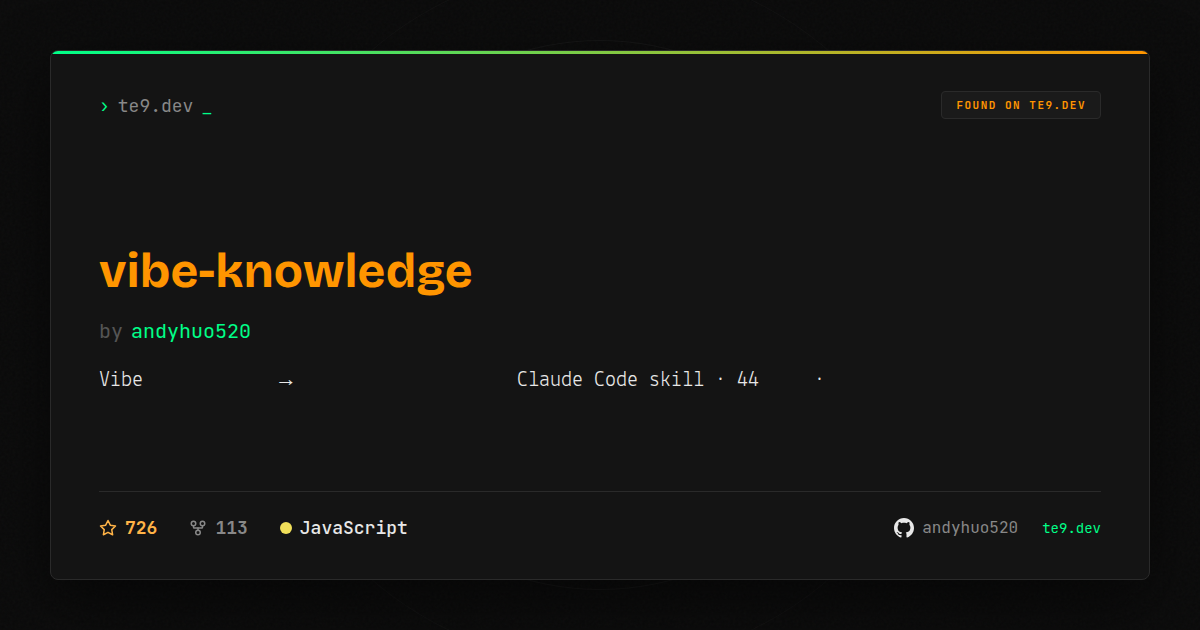 › te9.dev _
FOUND ON TE9.DEV
vibe-knowledge
by andyhuo520
Vibe → Claude Code skill · 44 ·
726 113 JavaScript
andyhuo520 te9.dev